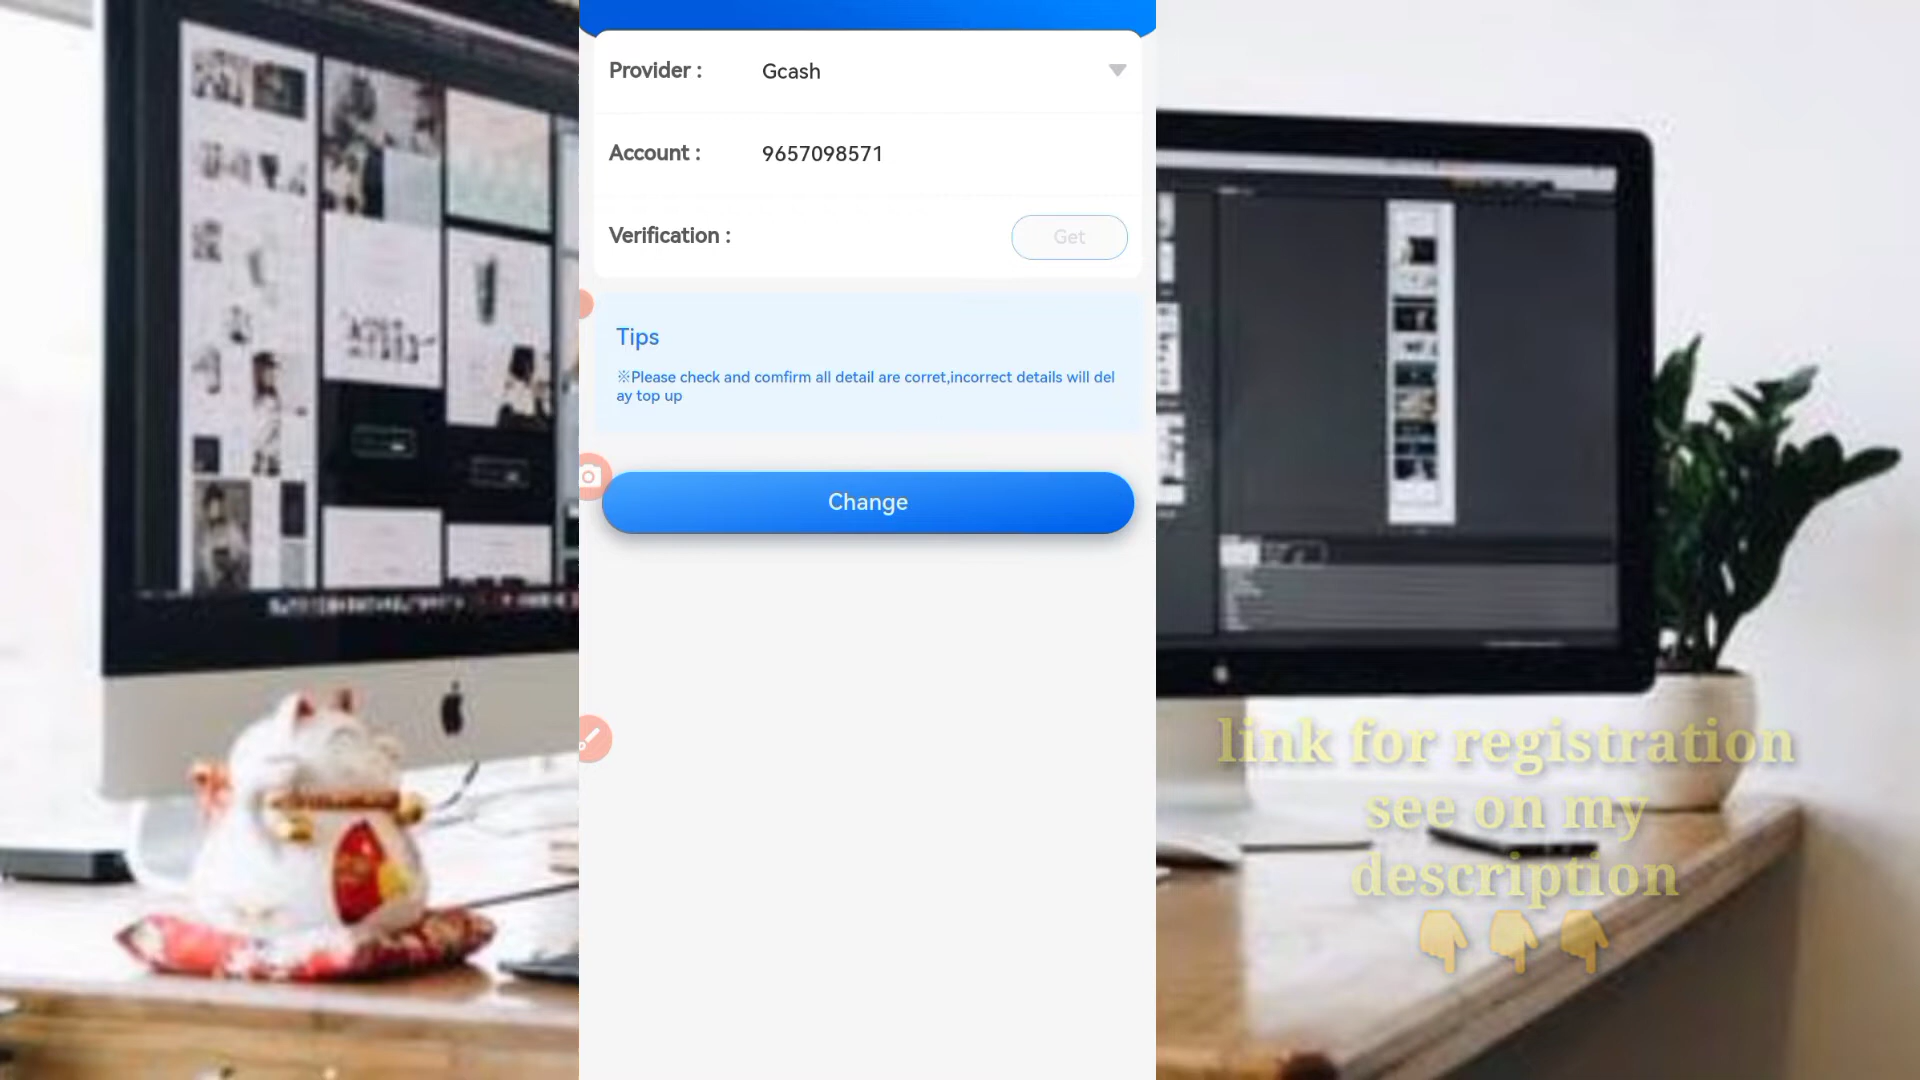 Provider :
Gcash
Account :
9657098571
Verification :
Get
Tips
※Please check and comfirm all detail are corret,incorrect details will del
ay top up
Change
link for registration
see on my
description
👇👇👇